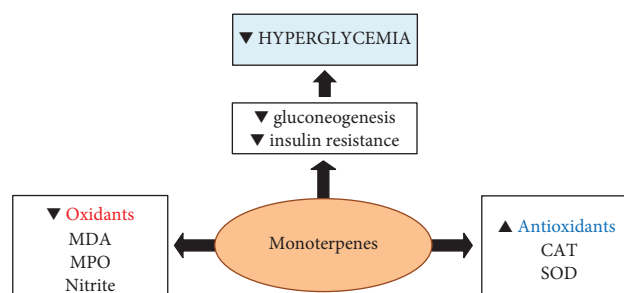 ▼ HYPERGLYCEMIA
▼ gluconeogenesis
▼ insulin resistance
▼ Oxidants
MDA
MPO
Nitrite
Monoterpenes
▲ Antioxidants
CAT
SOD